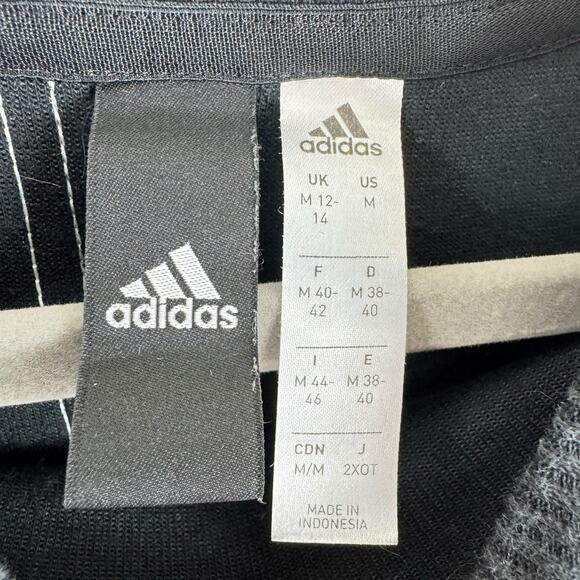 adidas
adidas
UK US
M 12- M
14
F D
M 40- M 38-
42 40
I E
M 44- M 38-
46 40
CDN J
M/M 2XOT
MADE IN
INDONESIA